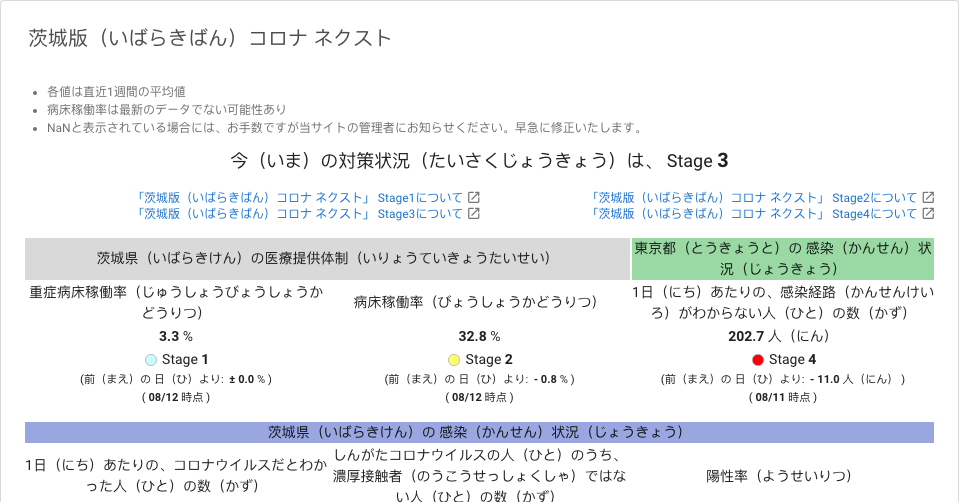 茨城版（いばらきばん）コロナ ネクスト
各値は直近1週間の平均値
病床稼働率は最新のデータでない可能性あり
NaNと表示されている場合には、お手数ですが当サイトの管理者にお知らせください。早急に修正いたします。
今（いま）の対策状況（たいさくじょうきょう）は、 Stage 3
「茨城版（いばらきばん）コロナ ネクスト」 Stage1について
「茨城版（いばらきばん）コロナ ネクスト」 Stage2について
「茨城版（いばらきばん）コロナ ネクスト」 Stage3について
「茨城版（いばらきばん）コロナ ネクスト」 Stage4について
茨城県（いばらきけん）の医療提供体制（いりょうていきょうたいせい）
東京都（とうきょうと）の 感染（かんせん）状
況（じょうきょう）
重症病床稼働率（じゅうしょうびょうしょうか
どうりつ）
3.3 %
Stage 1
(前（まえ）の 日（ひ）より: ± 0.0 % )
( 08/12 時点 )
病床稼働率（びょうしょうかどうりつ）
32.8 %
Stage 2
(前（まえ）の 日（ひ）より: - 0.8 % )
( 08/12 時点 )
1日（にち）あたりの、感染経路（かんせんけい
ろ）がわからない人（ひと）の数（かず）
202.7 人（にん）
Stage 4
(前（まえ）の 日（ひ）より: - 11.0 人（にん） )
( 08/11 時点 )
茨城県（いばらきけん）の 感染（かんせん）状況（じょうきょう）
1日（にち）あたりの、コロナウイルスだとわか
った人（ひと）の数（かず）
しんがたコロナウイルスの人（ひと）のうち、
濃厚接触者（のうこうせっしょくしゃ）ではな
い人（ひと）の数（かず）
陽性率（ようせいりつ）